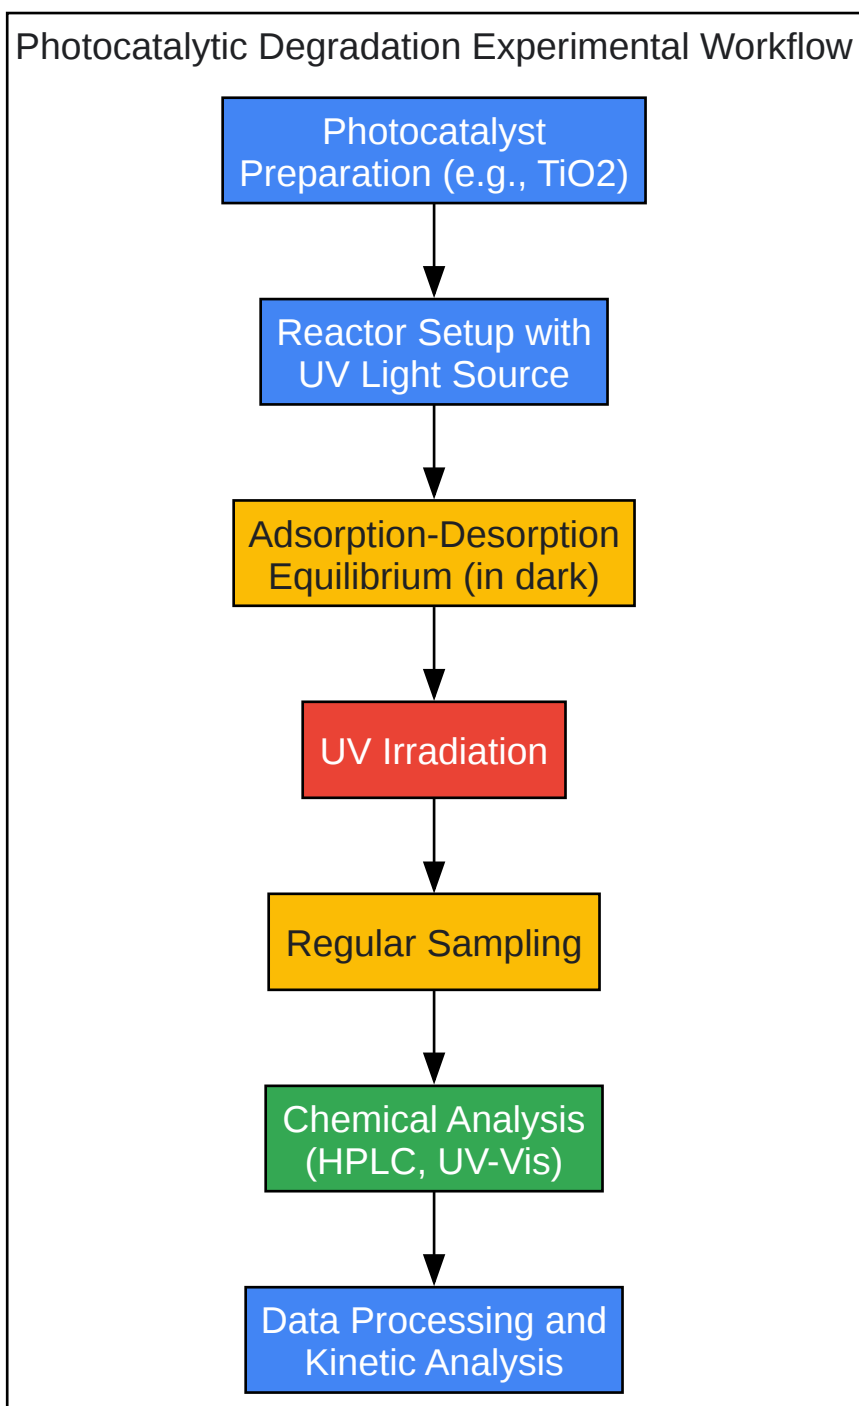 Photocatalytic Degradation Experimental Workflow
Photocatalyst
Preparation (e.g., TiO2)
Reactor Setup with
UV Light Source
Adsorption-Desorption
Equilibrium (in dark)
UV Irradiation
Regular Sampling
Chemical Analysis
(HPLC, UV-Vis)
Data Processing and
Kinetic Analysis